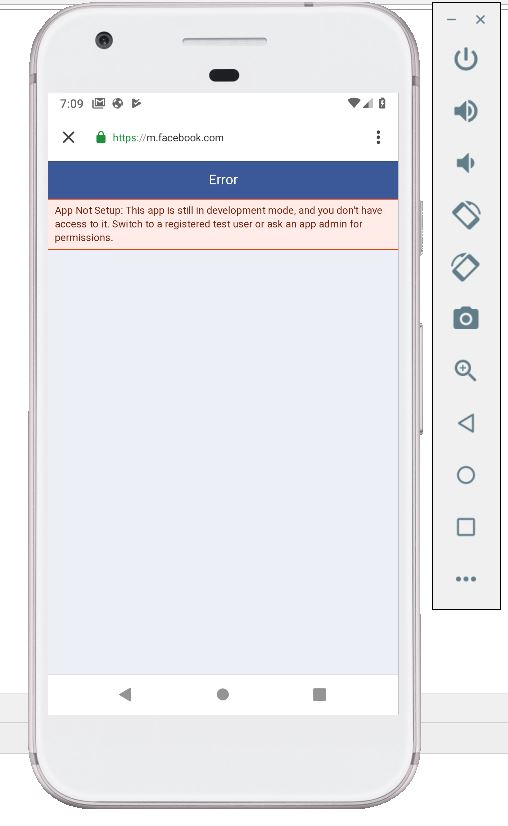 7:09
https://m.facebook.com
Error
App Not Setup: This app is still in development mode, and you don't have
access to it. Switch to a registered test user or ask an app admin for
permissions.